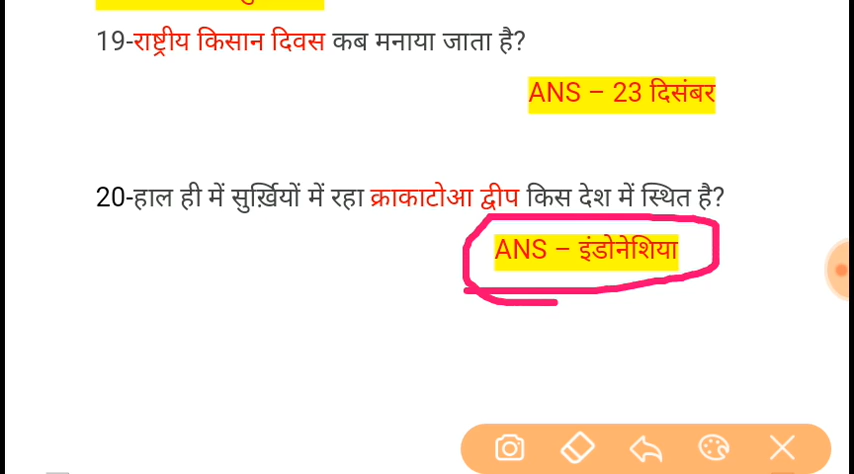 19-राष्ट्रीय किसान दिवस कब मनाया जाता है?
ANS – 23 दिसंबर
20-हाल ही में सुर्ख़ियों में रहा क्राकाटोआ द्वीप किस देश में स्थित है?
ANS – इंडोनेशिया